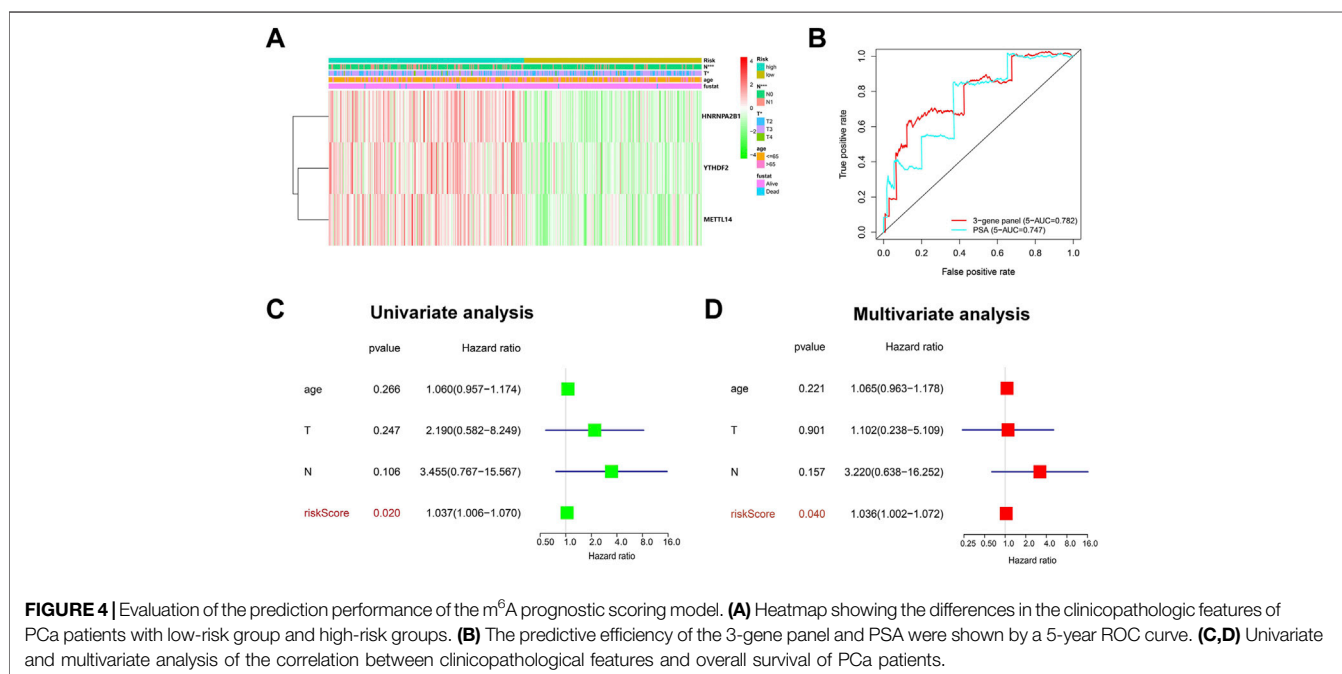 A
Risk
N***
T*
age
fustat
HNRNPA2B1
YTHDF2
METTL14
4
2
0
−2
−4
Risk
high
low
N***
N0
N1
T*
T2
T3
T4
age
<=65
>65
fustat
Alive
Dead
B
True positive rate
1.0
0.8
0.6
0.4
0.2
0.0
3−gene panel (5−AUC=0.782)
PSA (5−AUC=0.747)
0.0 0.2 0.4 0.6 0.8 1.0
False positive rate
C
Univariate analysis
pvalue Hazard ratio
age 0.266 1.060(0.957−1.174)
T 0.247 2.190(0.582−8.249)
N 0.106 3.455(0.767−15.567)
riskScore 0.020 1.037(1.006−1.070)
0.50 1.0 2.0 4.0 8.0 16.0
Hazard ratio
D
Multivariate analysis
pvalue Hazard ratio
age 0.221 1.065(0.963−1.178)
T 0.901 1.102(0.238−5.109)
N 0.157 3.220(0.638−16.252)
riskScore 0.040 1.036(1.002−1.072)
0.25 0.50 1.0 2.0 4.0 8.0 16.0
Hazard ratio
FIGURE 4 | Evaluation of the prediction performance of the m⁶A prognostic scoring model. (A) Heatmap showing the differences in the clinicopathologic features of
PCa patients with low-risk group and high-risk groups. (B) The predictive efficiency of the 3-gene panel and PSA were shown by a 5-year ROC curve. (C,D) Univariate
and multivariate analysis of the correlation between clinicopathological features and overall survival of PCa patients.